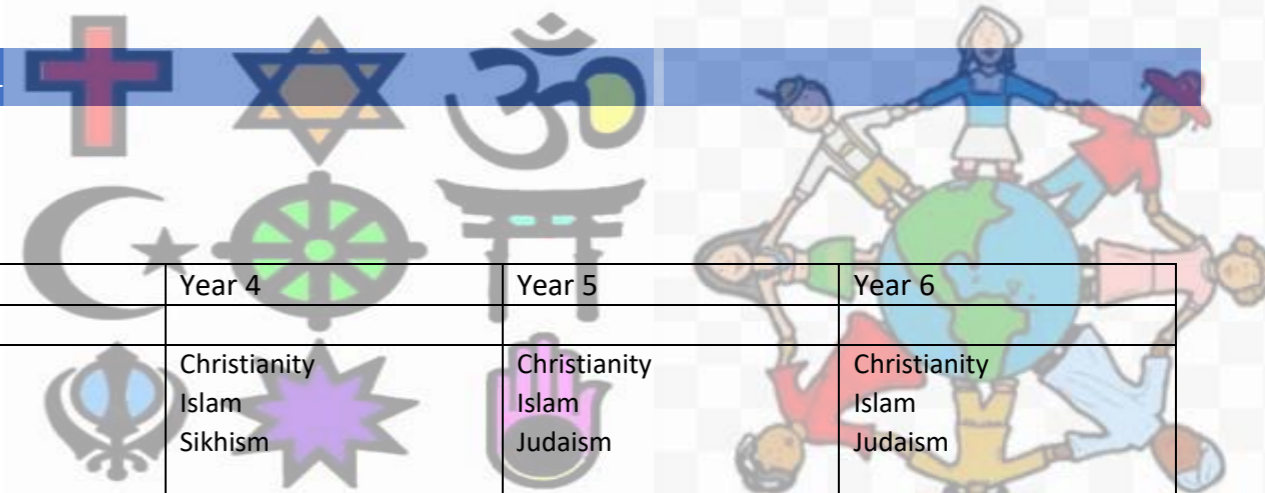 Year 4 Year 5 Year 6
Christianity Christianity Christianity
Islam Islam Islam
Sikhism Judaism Judaism